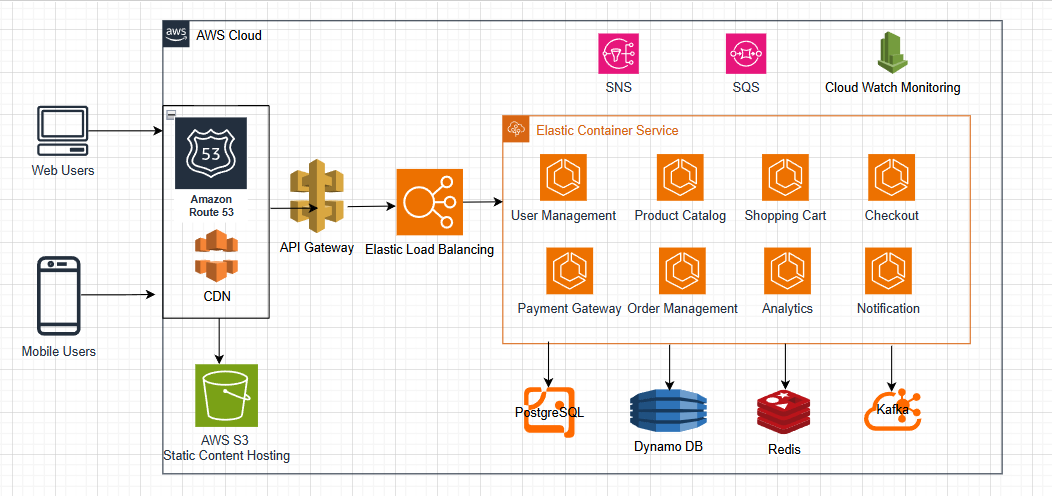 aws
AWS Cloud
SNS
SQS
Cloud Watch Monitoring
Web Users
53
Amazon
Route 53
CDN
API Gateway
Elastic Load Balancing
Elastic Container Service
User Management
Product Catalog
Shopping Cart
Checkout
Payment Gateway
Order Management
Analytics
Notification
Mobile Users
AWS S3
Static Content Hosting
PostgreSQL
Dynamo DB
Redis
Kafka